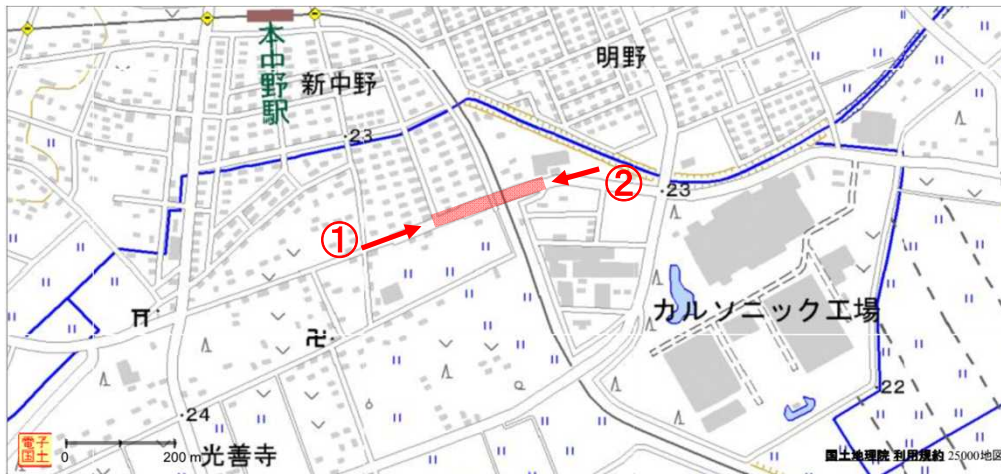 本中野駅
新中野
明野
23
23
①
②
カルソニック工場
22
24
電子国土
0 200 m
光善寺
国土地理院 利用規約 25000地図